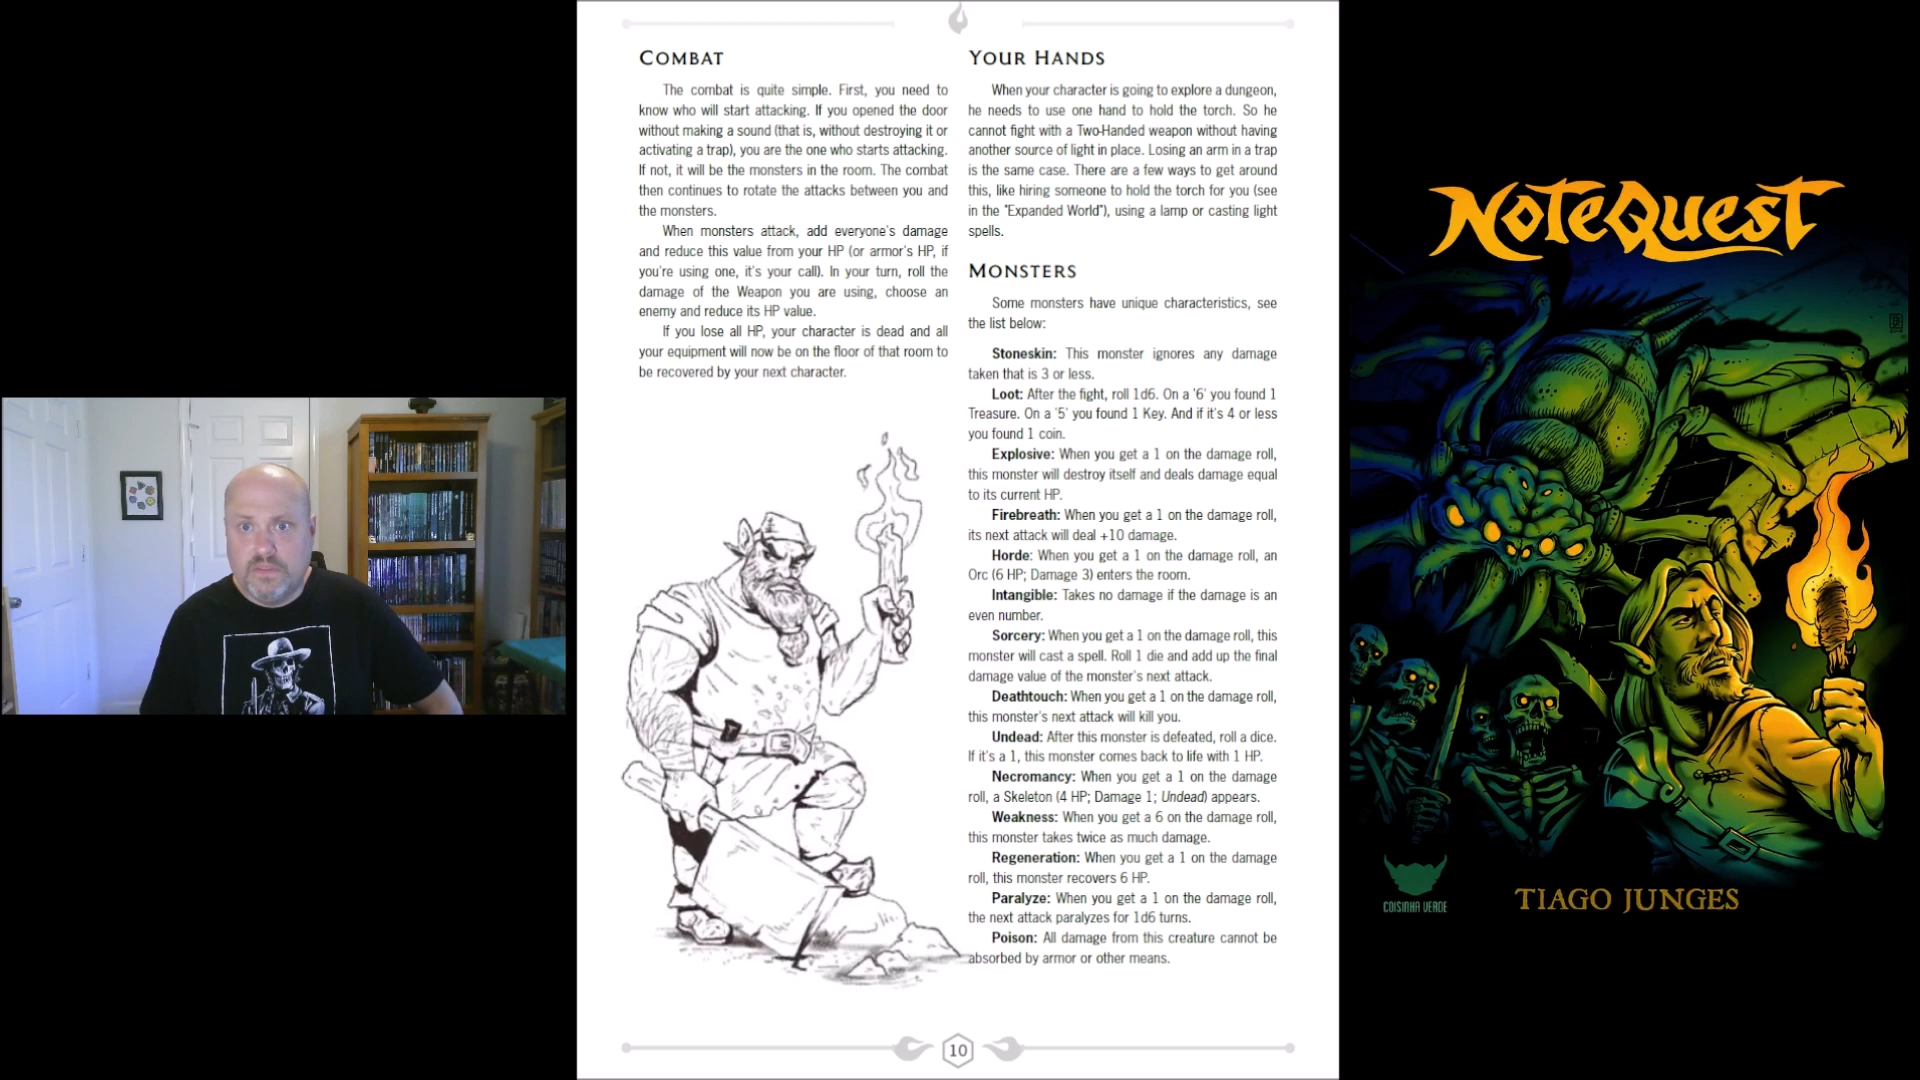 COMBAT
The combat is quite simple. First, you need to
know who will start attacking. If you opened the door
without making a sound (that is, without destroying it or
activating a trap), you are the one who starts attacking.
If not, it will be the monsters in the room. The combat
then continues to rotate the attacks between you and
the monsters.
When monsters attack, add everyone's damage
and reduce this value from your HP (or armor's HP, if
you're using one, it's your call). In your turn, roll the
damage of the Weapon you are using, choose an
enemy and reduce its HP value.
If you lose all HP, your character is dead and all
your equipment will now be on the floor of that room to
be recovered by your next character.
YOUR HANDS
When your character is going to explore a dungeon,
he needs to use one hand to hold the torch. So he
cannot fight with a Two-Handed weapon without having
another source of light in place. Losing an arm in a trap
is the same case. There are a few ways to get around
this, like hiring someone to hold the torch for you (see
in the "Expanded World"), using a lamp or casting light
spells.
MONSTERS
Some monsters have unique characteristics, see
the list below:
Stoneskin: This monster ignores any damage
taken that is 3 or less.
Loot: After the fight, roll 1d6. On a '6' you found 1
Treasure. On a '5' you found 1 Key. And if it's 4 or less
you found 1 coin.
Explosive: When you get a 1 on the damage roll,
this monster will destroy itself and deals damage equal
to its current HP.
Firebreath: When you get a 1 on the damage roll,
its next attack will deal +10 damage.
Horde: When you get a 1 on the damage roll, an
Orc (6 HP; Damage 3) enters the room.
Intangible: Takes no damage if the damage is an
even number.
Sorcery: When you get a 1 on the damage roll, this
monster will cast a spell. Roll 1 die and add up the final
damage value of the monster's next attack.
Deathtouch: When you get a 1 on the damage roll,
this monster's next attack will kill you.
Undead: After this monster is defeated, roll a dice.
If it's a 1, this monster comes back to life with 1 HP.
Necromancy: When you get a 1 on the damage
roll, a Skeleton (4 HP; Damage 1; Undead) appears.
Weakness: When you get a 6 on the damage roll,
this monster takes twice as much damage.
Regeneration: When you get a 1 on the damage
roll, this monster recovers 6 HP.
Paralyze: When you get a 1 on the damage roll,
the next attack paralyzes for 1d6 turns.
Poison: All damage from this creature cannot be
absorbed by armor or other means.
10
NOTEQUEST
COISINHA VERDE
TIAGO JUNGES